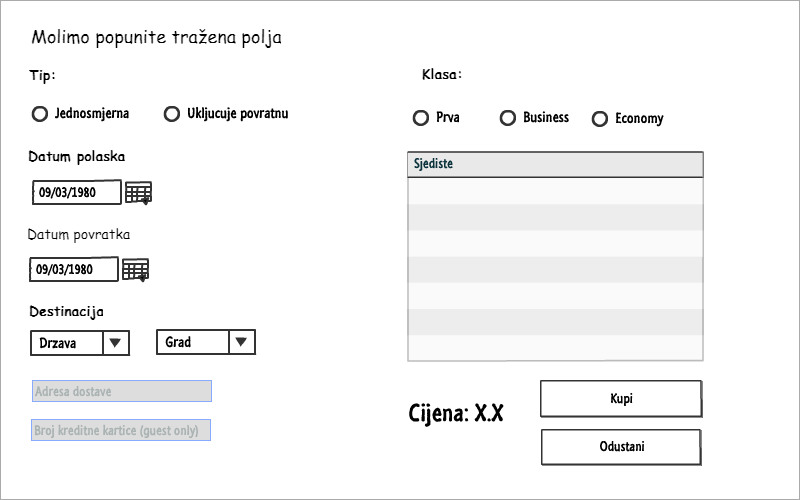 Molimo popunite tražena polja
Tip:
Jednosmjerna
Ukljucuje povratnu
Datum polaska
09/03/1980
Datum povratka
09/03/1980
Destinacija
Drzava
Grad
Adresa dostave
Broj kreditne kartice (guest only)
Klasa:
Prva
Business
Economy
Sjediste
Cijena: X.X
Kupi
Odustani